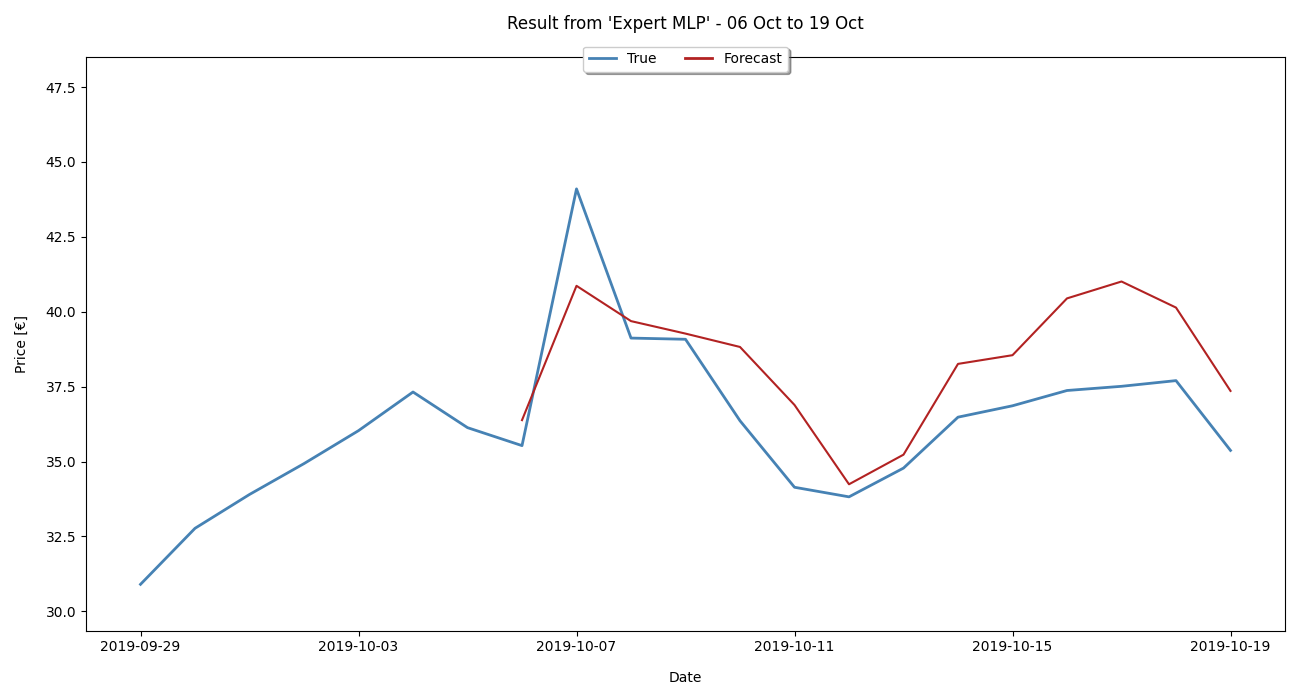 Result from 'Expert MLP' - 06 Oct to 19 Oct
True Forecast
47.5
45.0
42.5
40.0
37.5
35.0
32.5
30.0
Price [€]
2019-09-29 2019-10-03 2019-10-07 2019-10-11 2019-10-15 2019-10-19
Date